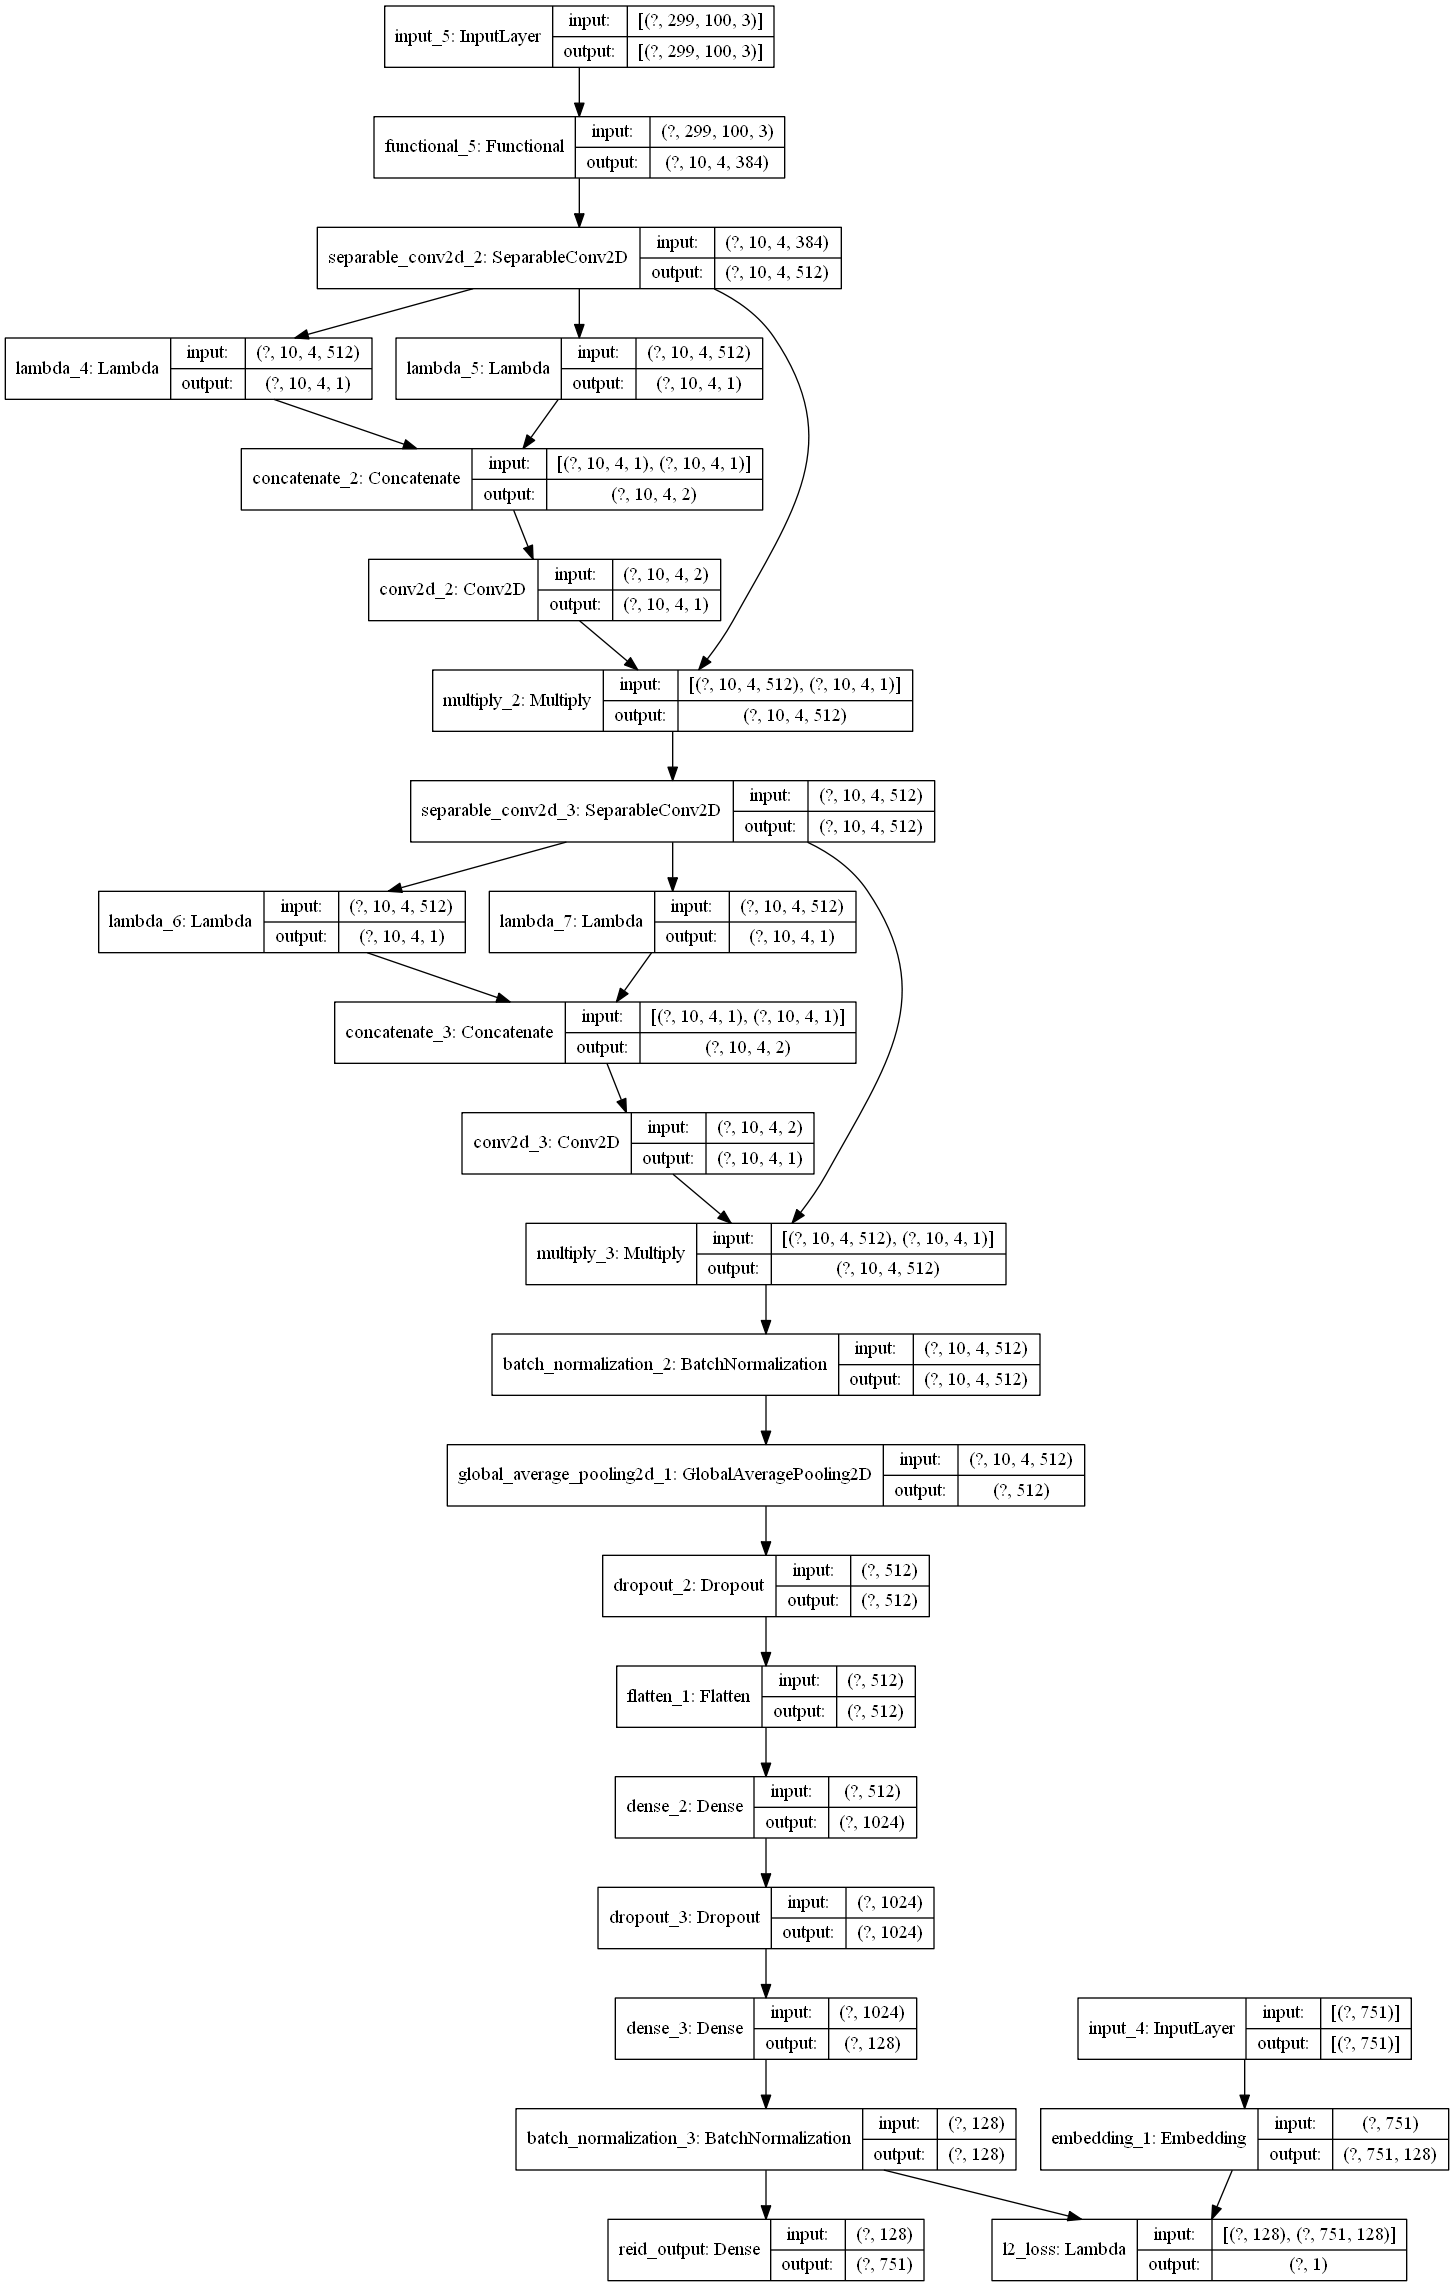 input_5: InputLayer
input: [(?, 299, 100, 3)]
output: [(?, 299, 100, 3)]
functional_5: Functional
input: (?, 299, 100, 3)
output: (?, 10, 4, 384)
separable_conv2d_2: SeparableConv2D
input: (?, 10, 4, 384)
output: (?, 10, 4, 512)
lambda_4: Lambda
input: (?, 10, 4, 512)
output: (?, 10, 4, 1)
lambda_5: Lambda
input: (?, 10, 4, 512)
output: (?, 10, 4, 1)
concatenate_2: Concatenate
input: [(?, 10, 4, 1), (?, 10, 4, 1)]
output: (?, 10, 4, 2)
conv2d_2: Conv2D
input: (?, 10, 4, 2)
output: (?, 10, 4, 1)
multiply_2: Multiply
input: [(?, 10, 4, 512), (?, 10, 4, 1)]
output: (?, 10, 4, 512)
separable_conv2d_3: SeparableConv2D
input: (?, 10, 4, 512)
output: (?, 10, 4, 512)
lambda_6: Lambda
input: (?, 10, 4, 512)
output: (?, 10, 4, 1)
lambda_7: Lambda
input: (?, 10, 4, 512)
output: (?, 10, 4, 1)
concatenate_3: Concatenate
input: [(?, 10, 4, 1), (?, 10, 4, 1)]
output: (?, 10, 4, 2)
conv2d_3: Conv2D
input: (?, 10, 4, 2)
output: (?, 10, 4, 1)
multiply_3: Multiply
input: [(?, 10, 4, 512), (?, 10, 4, 1)]
output: (?, 10, 4, 512)
batch_normalization_2: BatchNormalization
input: (?, 10, 4, 512)
output: (?, 10, 4, 512)
global_average_pooling2d_1: GlobalAveragePooling2D
input: (?, 10, 4, 512)
output: (?, 512)
dropout_2: Dropout
input: (?, 512)
output: (?, 512)
flatten_1: Flatten
input: (?, 512)
output: (?, 512)
dense_2: Dense
input: (?, 512)
output: (?, 1024)
dropout_3: Dropout
input: (?, 1024)
output: (?, 1024)
dense_3: Dense
input: (?, 1024)
output: (?, 128)
input_4: InputLayer
input: [(?, 751)]
output: [(?, 751)]
batch_normalization_3: BatchNormalization
input: (?, 128)
output: (?, 128)
embedding_1: Embedding
input: (?, 751)
output: (?, 751, 128)
reid_output: Dense
input: (?, 128)
output: (?, 751)
l2_loss: Lambda
input: [(?, 128), (?, 751, 128)]
output: (?, 1)